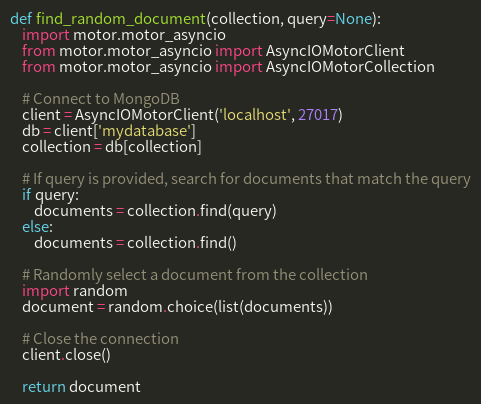 def find_random_document(collection, query=None):
    import motor.motor_asyncio
    from motor.motor_asyncio import AsyncIOMotorClient
    from motor.motor_asyncio import AsyncIOMotorCollection

    # Connect to MongoDB
    client = AsyncIOMotorClient('localhost', 27017)
    db = client['mydatabase']
    collection = db[collection]

    # If query is provided, search for documents that match the query
    if query:
        documents = collection.find(query)
    else:
        documents = collection.find()

    # Randomly select a document from the collection
    import random
    document = random.choice(list(documents))

    # Close the connection
    client.close()

    return document